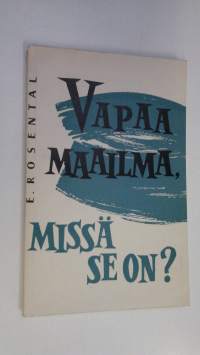 E. ROSENTAL
VAPAA
MAAILMA,
MISSÄ
SE ON?